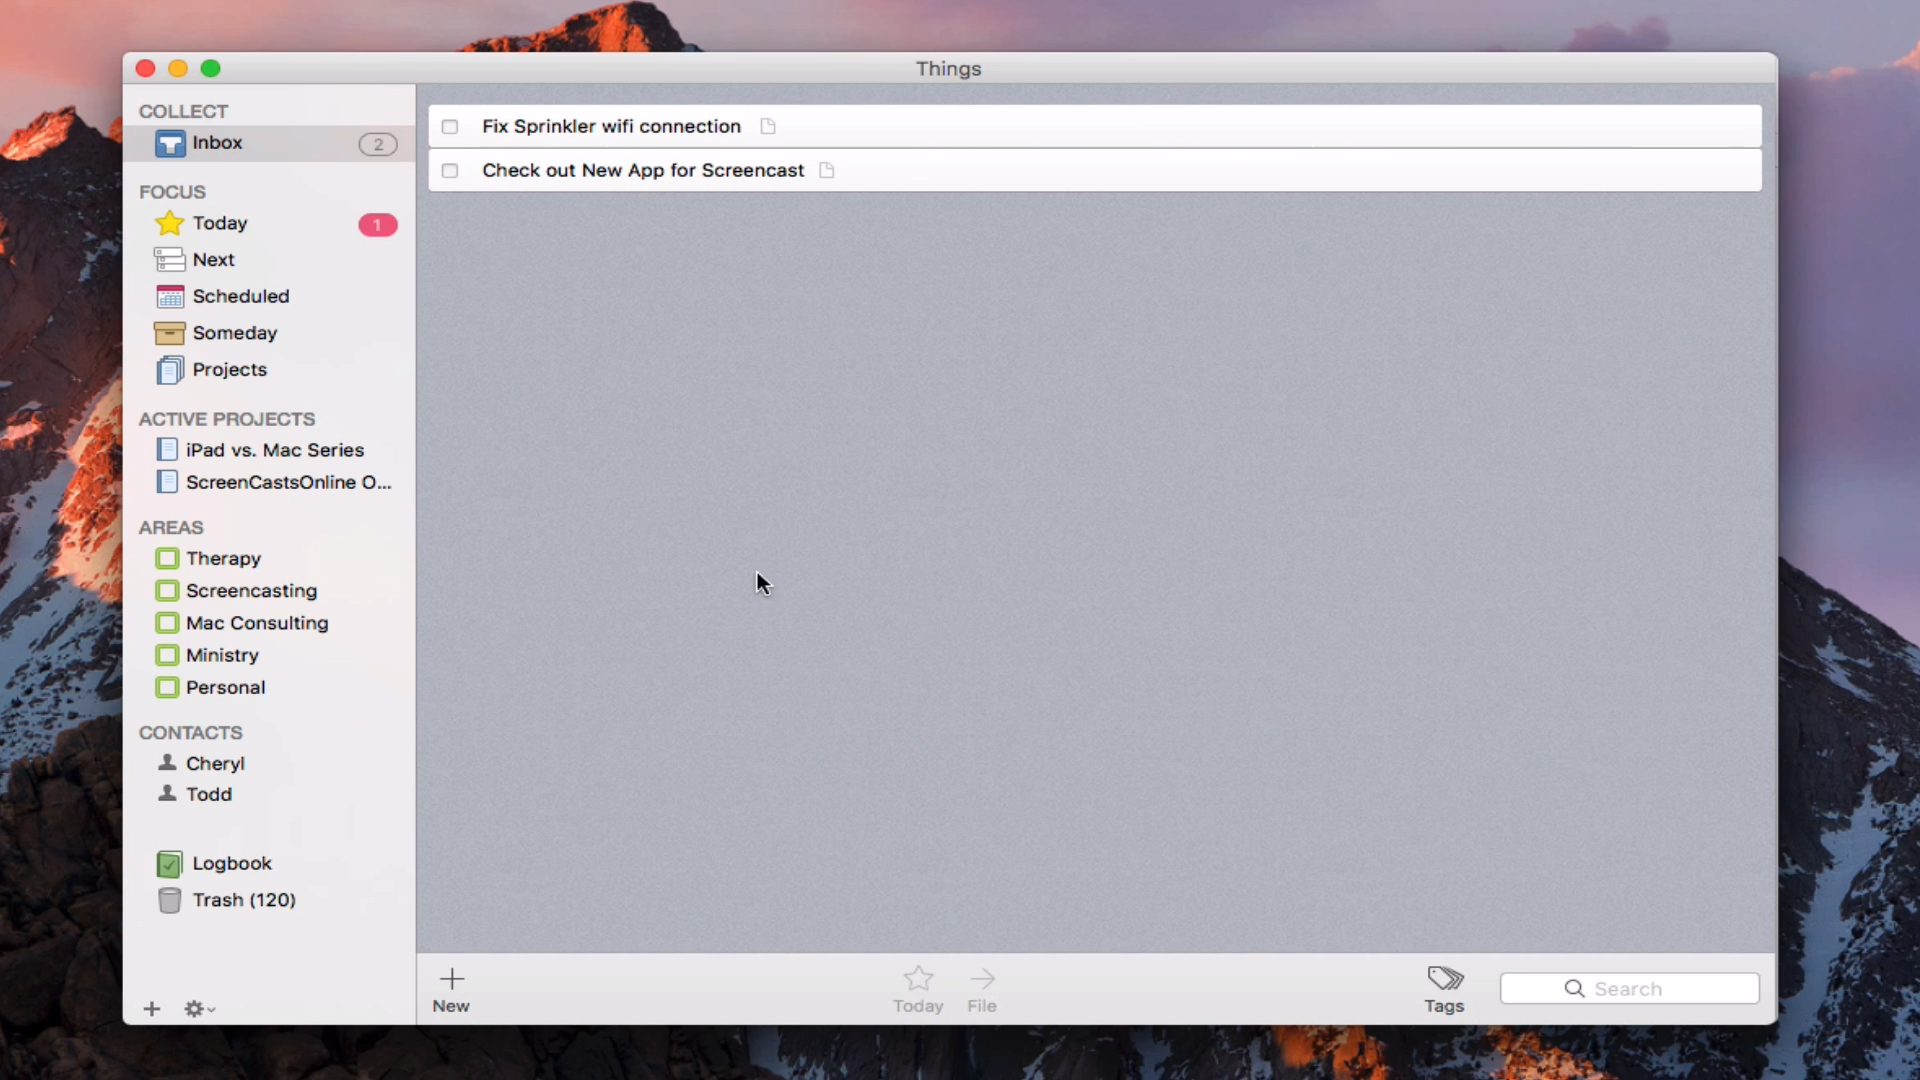 Things
COLLECT
Inbox 2
FOCUS
Today 1
Next
Scheduled
Someday
Projects
ACTIVE PROJECTS
iPad vs. Mac Series
ScreenCastsOnline O...
AREAS
Therapy
Screencasting
Mac Consulting
Ministry
Personal
CONTACTS
Cheryl
Todd
Logbook
Trash (120)
Fix Sprinkler wifi connection
Check out New App for Screencast
New
Today
File
Tags
Search